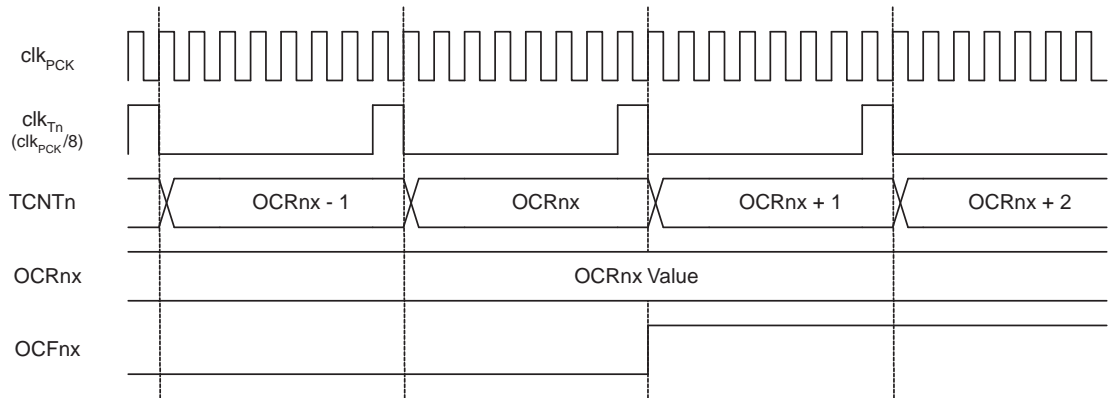 clkPCK
clkTn
(clkPCK/8)
TCNTn
OCRnx - 1
OCRnx
OCRnx + 1
OCRnx + 2
OCRnx
OCRnx Value
OCFnx